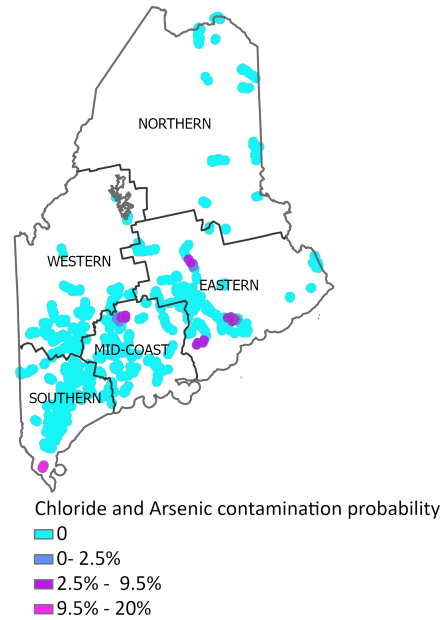 NORTHERN
WESTERN
EASTERN
MID-COAST
SOUTHERN
Chloride and Arsenic contamination probability
0
0- 2.5%
2.5% - 9.5%
9.5% - 20%